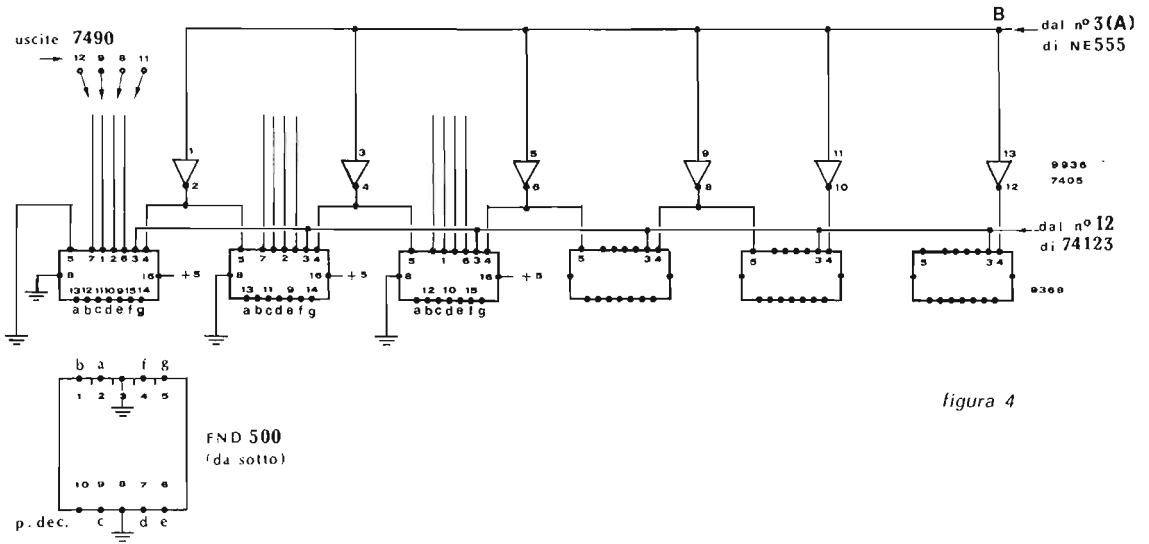 B
dal nº 3(A)
di NE555
uscite 7490
12 9 8 11
1 3 5 9 11 13
2 4 6 8 10 12
9936
7405
dal nº 12
di 74123
5 7 1 2 6 3 4
8 16 +5
13 12 11 10 9 15 14
a b c d e f g
5 7 2 3 4
8 16 +5
13 11 9 14
a b c d e f g
5 1 6 3 4
8 16 +5
12 10 15
a b c d e f g
5 3 4
5 3 4
5 3 4
9368
b a f g
1 2 3 4 5
FND 500
(da sotto)
10 9 8 7 6
p. dec. c d e
figura 4